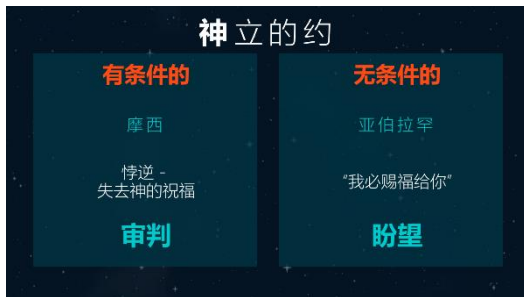 神立的约
有条件的
摩西
悖逆 -
失去神的祝福
审判
无条件的
亚伯拉罕
“我必赐福给你”
盼望